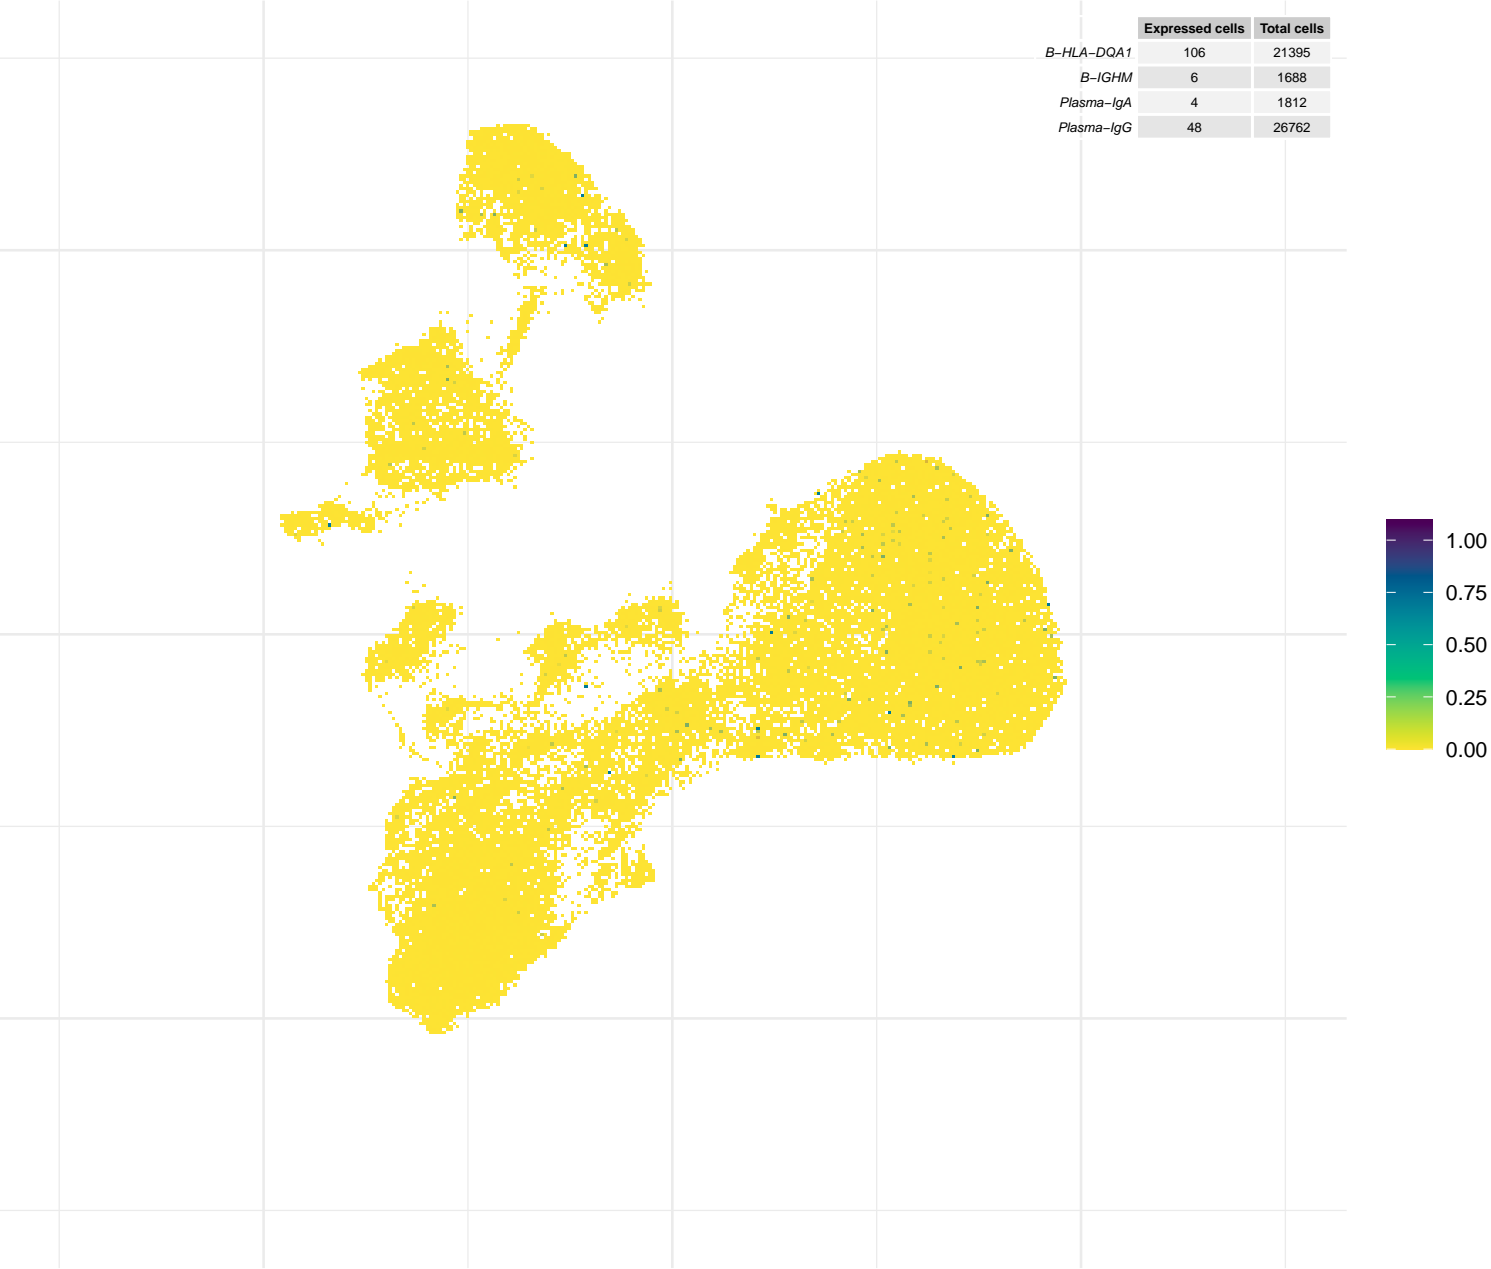 Expressed cells Total cells
B−HLA−DQA1 106 21395
B−IGHM 6 1688
Plasma−IgA 4 1812
Plasma−IgG 48 26762
1.00
0.75
0.50
0.25
0.00